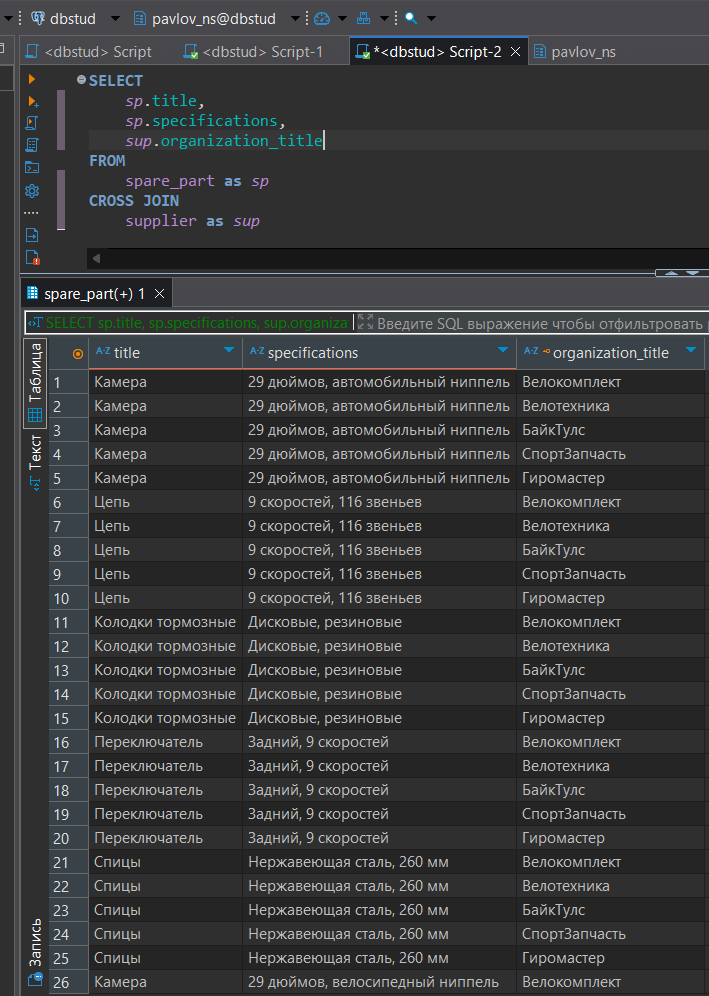 dbstud pavlov_ns@dbstud
<dbstud> Script <dbstud> Script-1 *<dbstud> Script-2 pavlov_ns
SELECT
sp.title,
sp.specifications,
sup.organization_title
FROM
spare_part as sp
CROSS JOIN
supplier as sup
spare_part(+) 1
SELECT sp.title, sp.specifications, sup.organiza Введите SQL выражение чтобы отфильтровать
Таблица
Текст
Запись
A-Z title A-Z specifications A-Z organization_title
1 Камера 29 дюймов, автомобильный ниппель Велокомплект
2 Камера 29 дюймов, автомобильный ниппель Велотехника
3 Камера 29 дюймов, автомобильный ниппель БайкТулс
4 Камера 29 дюймов, автомобильный ниппель СпортЗапчасть
5 Камера 29 дюймов, автомобильный ниппель Гиромастер
6 Цепь 9 скоростей, 116 звеньев Велокомплект
7 Цепь 9 скоростей, 116 звеньев Велотехника
8 Цепь 9 скоростей, 116 звеньев БайкТулс
9 Цепь 9 скоростей, 116 звеньев СпортЗапчасть
10 Цепь 9 скоростей, 116 звеньев Гиромастер
11 Колодки тормозные Дисковые, резиновые Велокомплект
12 Колодки тормозные Дисковые, резиновые Велотехника
13 Колодки тормозные Дисковые, резиновые БайкТулс
14 Колодки тормозные Дисковые, резиновые СпортЗапчасть
15 Колодки тормозные Дисковые, резиновые Гиромастер
16 Переключатель Задний, 9 скоростей Велокомплект
17 Переключатель Задний, 9 скоростей Велотехника
18 Переключатель Задний, 9 скоростей БайкТулс
19 Переключатель Задний, 9 скоростей СпортЗапчасть
20 Переключатель Задний, 9 скоростей Гиромастер
21 Спицы Нержавеющая сталь, 260 мм Велокомплект
22 Спицы Нержавеющая сталь, 260 мм Велотехника
23 Спицы Нержавеющая сталь, 260 мм БайкТулс
24 Спицы Нержавеющая сталь, 260 мм СпортЗапчасть
25 Спицы Нержавеющая сталь, 260 мм Гиромастер
26 Камера 29 дюймов, велосипедный ниппель Велокомплект